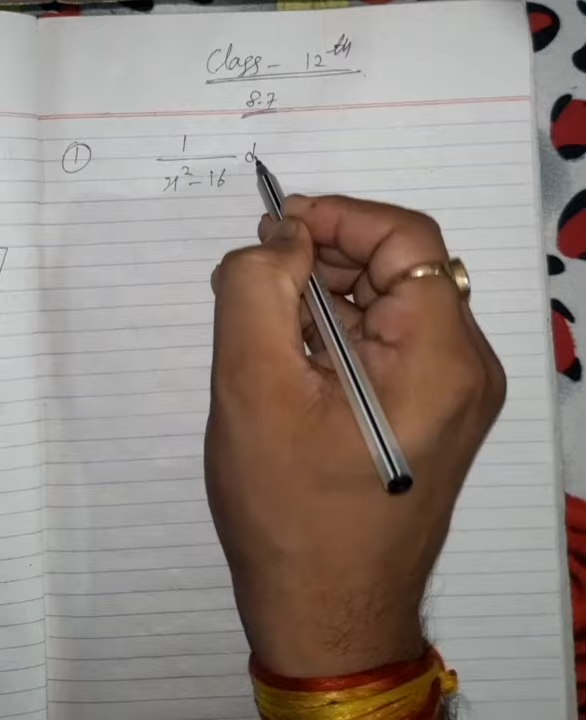 Class - 12th
8.7
① 1/(x² - 16) d